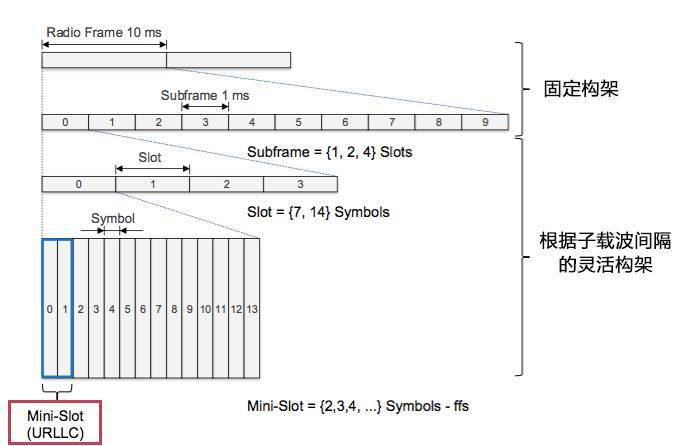 Radio Frame 10 ms
固定构架
Subframe 1 ms
0 1 2 3 4 5 6 7 8 9
Subframe = {1, 2, 4} Slots
Slot
0 1 2 3
Slot = {7, 14} Symbols
Symbol
根据子载波间隔
的灵活构架
0 1 2 3 4 5 6 7 8 9 10 11 12 13
Mini-Slot = {2,3,4, ...} Symbols - ffs
Mini-Slot
(URLLC)